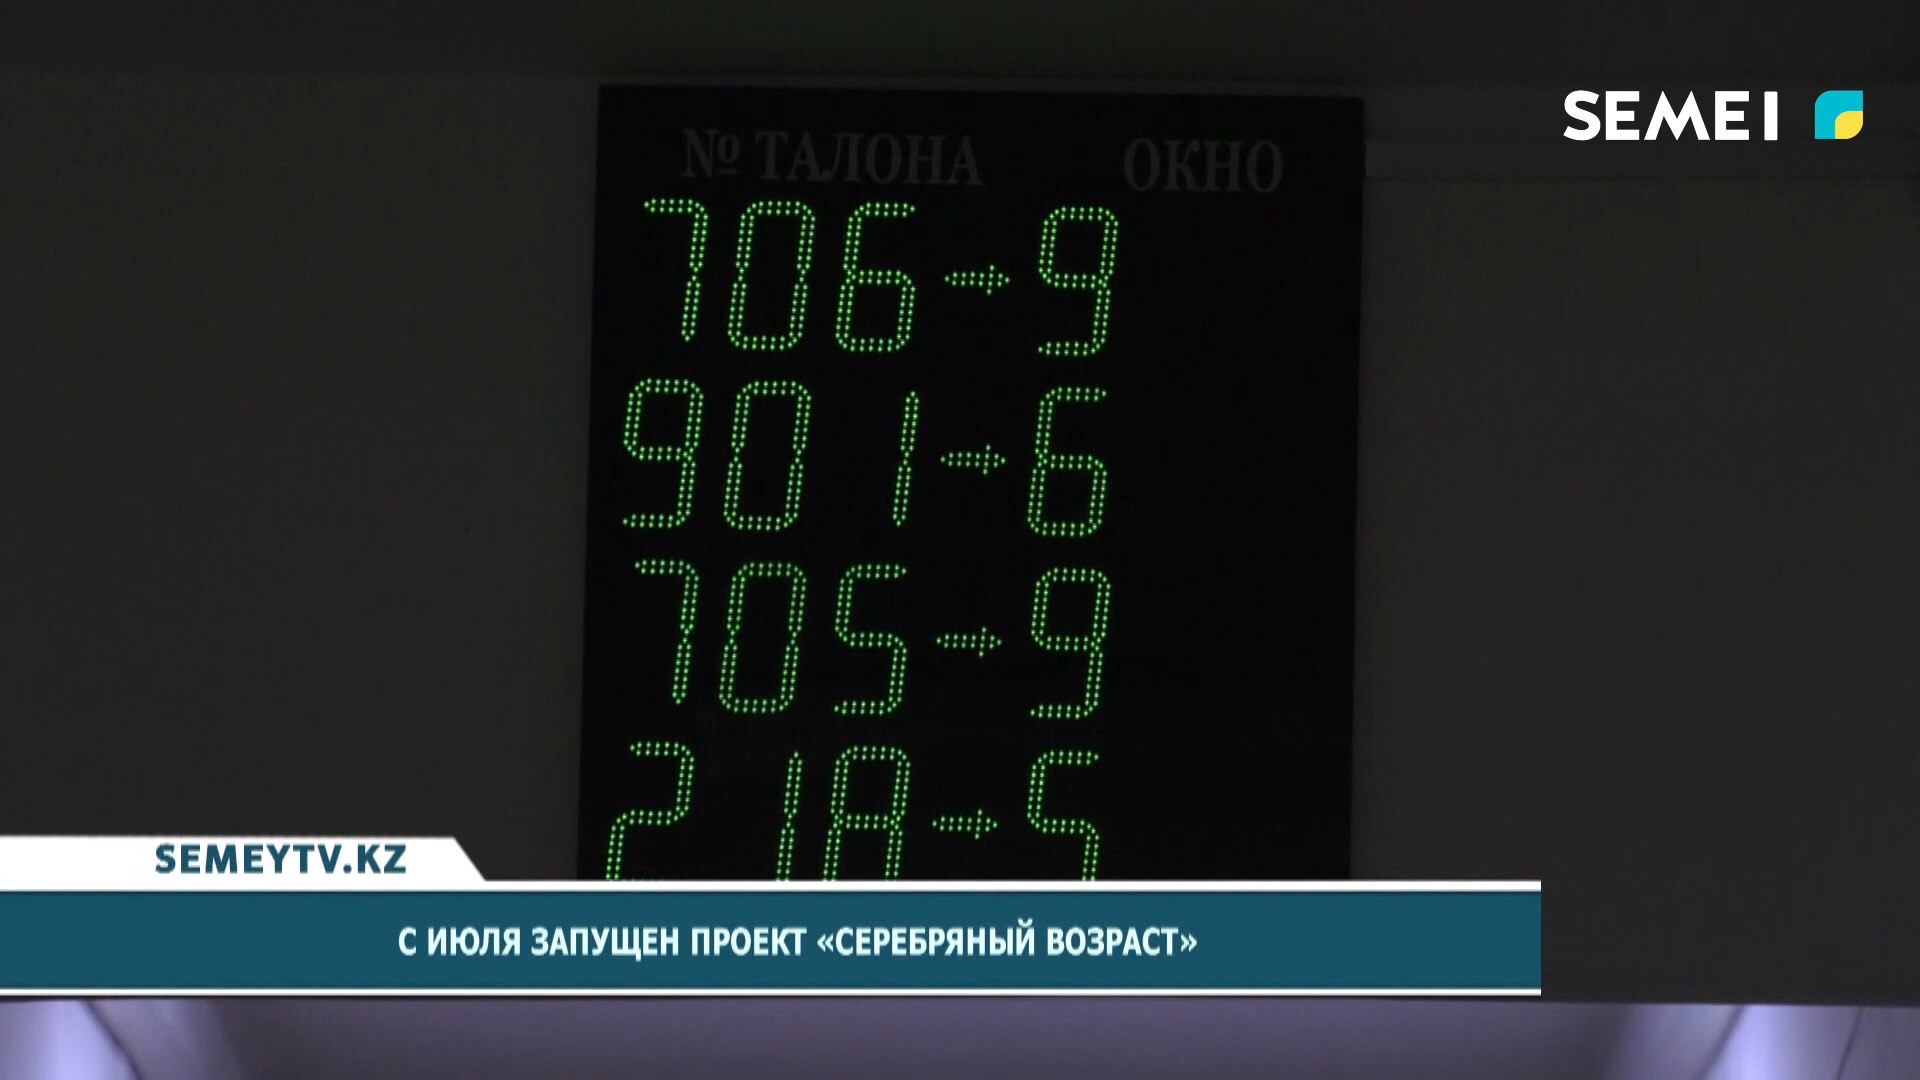 SEMEI
№ ТАЛОНА ОКНО
706→9
901→6
705→9
SEMEYTV.KZ
С ИЮЛЯ ЗАПУЩЕН ПРОЕКТ «СЕРЕБРЯНЫЙ ВОЗРАСТ»